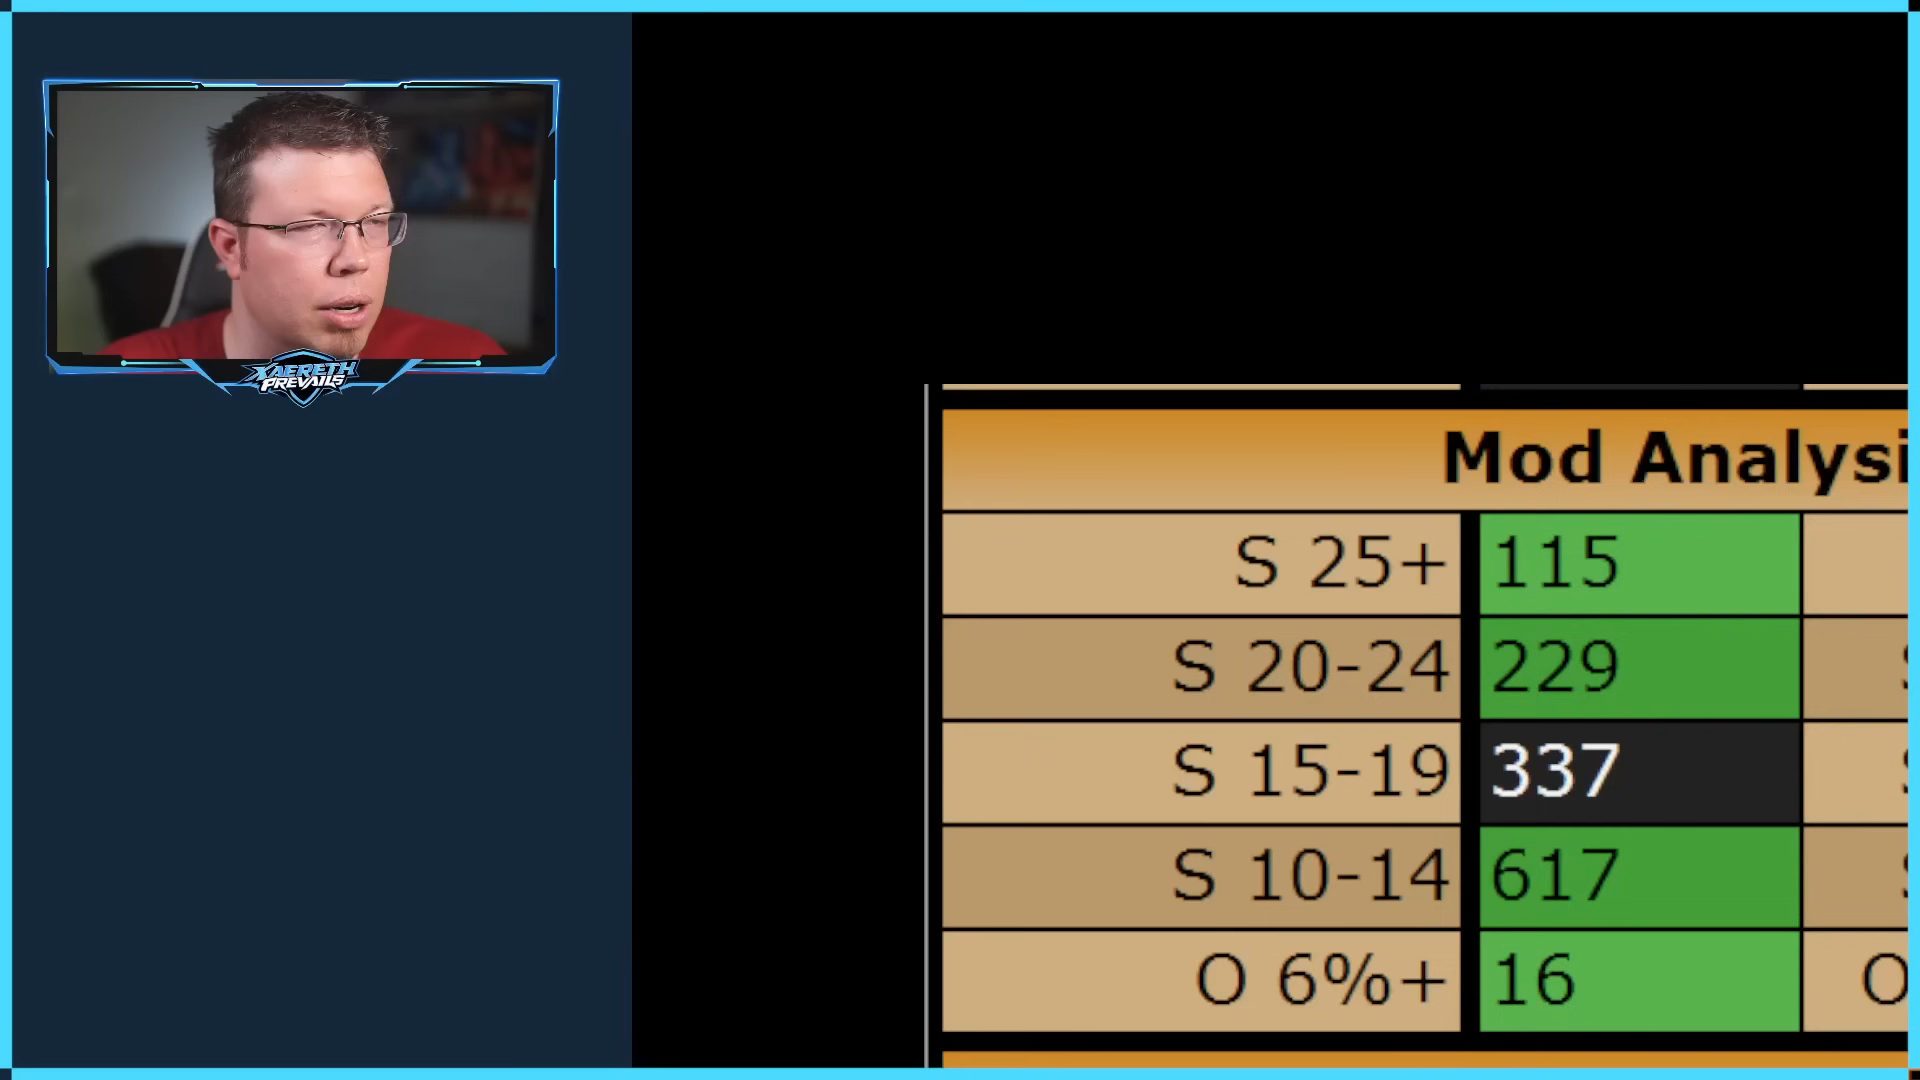 XAERETH
PREVAILS
Mod Analysi
S 25+ 115
S 20-24 229
S 15-19 337
S 10-14 617
O 6%+ 16 O